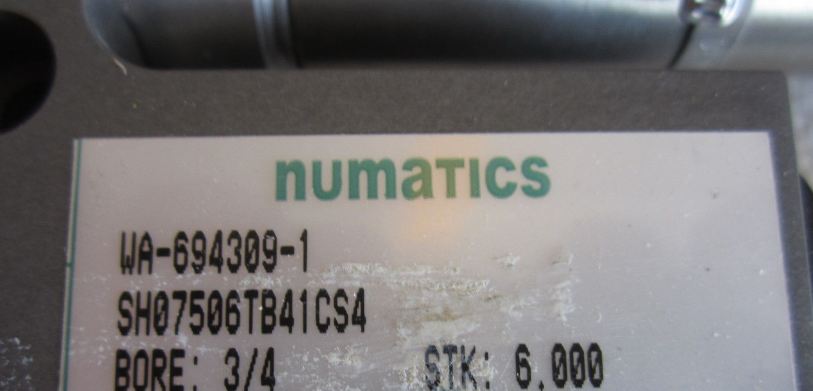 numatics
WA-694309-1
SH07506TB41CS4
BORE: 3/4 STK: 6.000